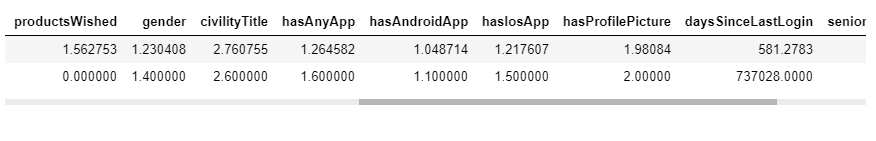 productsWished gender civilityTitle hasAnyApp hasAndroidApp hasIosApp hasProfilePicture daysSinceLastLogin senior
1.562753 1.230408 2.760755 1.264582 1.048714 1.217607 1.98084 581.2783
0.000000 1.400000 2.600000 1.600000 1.100000 1.500000 2.00000 737028.0000